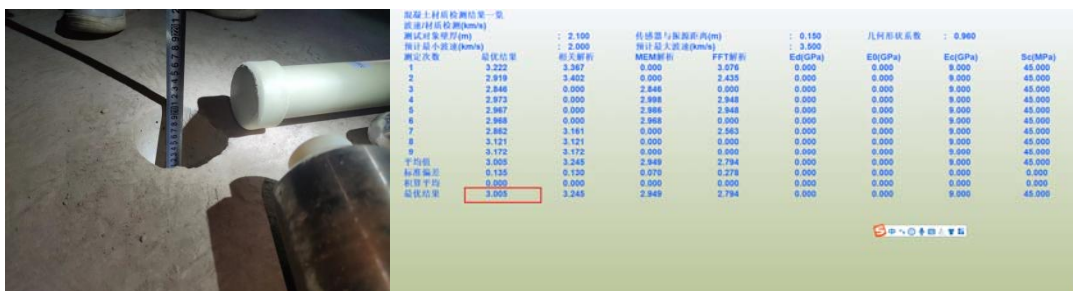 混凝土材质检测结果一览
波速/材质检测(km/s)
测试对象壁厚(m) : 2.100 传感器与振源距离(m) : 0.150 几何形状系数 : 0.960
预计最小波速(km/s) : 2.000 预计最大波速(km/s) : 3.500
测定次数 最优结果 相关解析 MEM解析 FFT解析 Ed(GPa) E0(GPa) Ec(GPa) Sc(MPa)
1 3.222 3.367 0.000 3.076 0.000 0.000 9.000 45.000
2 2.919 3.402 0.000 2.435 0.000 0.000 9.000 45.000
3 2.846 0.000 2.846 0.000 0.000 0.000 9.000 45.000
4 2.973 0.000 2.998 2.948 0.000 0.000 9.000 45.000
5 2.967 0.000 2.986 2.948 0.000 0.000 9.000 45.000
6 2.968 0.000 2.968 0.000 0.000 0.000 9.000 45.000
7 2.862 3.161 0.000 2.563 0.000 0.000 9.000 45.000
8 3.121 3.121 0.000 0.000 0.000 0.000 9.000 45.000
9 3.172 3.172 0.000 0.000 0.000 0.000 9.000 45.000
平均值 3.005 3.245 2.949 2.794 0.000 0.000 9.000 45.000
标准偏差 0.135 0.130 0.070 0.278 0.000 0.000 0.000 0.000
积算平均 0.000 0.000 0.000 0.000 0.000 0.000 0.000 0.000
最优结果 3.005 3.245 2.949 2.794 0.000 0.000 9.000 45.000
中